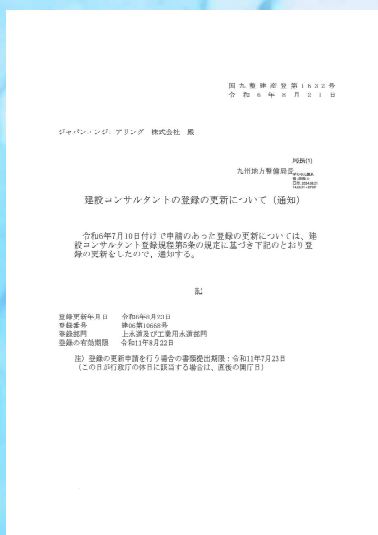 国九整建産登第1632号
令和6年8月21日
ジャパンエンジニアリング 株式会社 殿
局長(1)
九州地方整備局長
建設コンサルタントの登録の更新について（通知）
令和6年7月10日付けで申請のあった登録の更新については、建
設コンサルタント登録規程第5条の規定に基づき下記のとおり登
録の更新をしたので、通知する。
記
登録更新年月日 令和6年8月23日
登録番号 建06第10668号
登録部門 上水道及び工業用水道部門
登録の有効期限 令和11年8月22日
注）登録の更新申請を行う場合の書類提出期限：令和11年7月23日
（この日が行政庁の休日に該当する場合は、直後の開庁日）